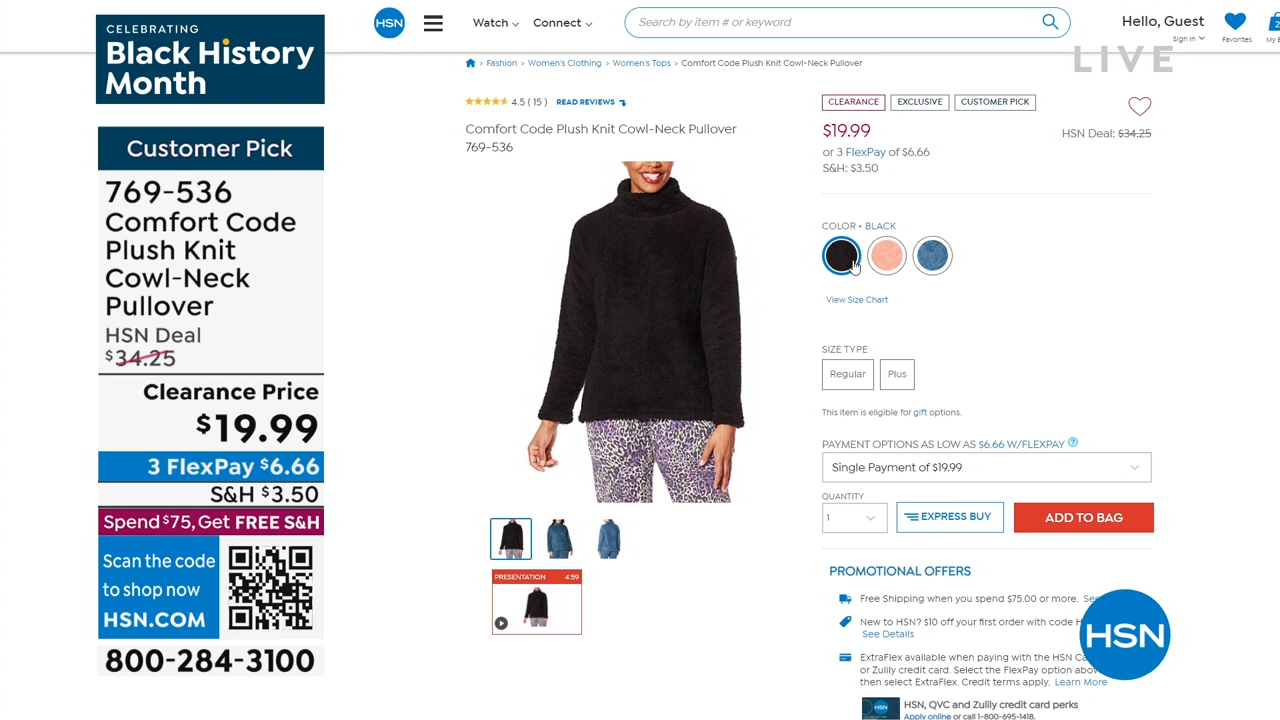 CELEBRATING
Black History
Month
Customer Pick
769-536
Comfort Code
Plush Knit
Cowl-Neck
Pullover
HSN Deal
$34.25
Clearance Price
$19.99
3 FlexPay $6.66
S&H $3.50
Spend $75, Get FREE S&H
Scan the code
to shop now
HSN.COM
800-284-3100
HSN
Watch
Connect
Search by item # or keyword
Hello, Guest
Sign In
Favorites
My
2
LIVE
> Fashion > Women's Clothing > Women's Tops > Comfort Code Plush Knit Cowl-Neck Pullover
4.5 ( 15 ) READ REVIEWS
Comfort Code Plush Knit Cowl-Neck Pullover
769-536
PRESENTATION 4:59
CLEARANCE EXCLUSIVE CUSTOMER PICK
$19.99 HSN Deal: $34.25
or 3 FlexPay of $6.66
S&H: $3.50
COLOR • BLACK
View Size Chart
SIZE TYPE
Regular Plus
This item is eligible for gift options.
PAYMENT OPTIONS AS LOW AS $6.66 W/FLEXPAY ?
Single Payment of $19.99
QUANTITY
1 EXPRESS BUY ADD TO BAG
PROMOTIONAL OFFERS
Free Shipping when you spend $75.00 or more.
New to HSN? $10 off your first order with code
See Details
ExtraFlex available when paying with the HSN
or Zulily credit card. Select the FlexPay option
then select ExtraFlex. Credit terms apply. Learn More
HSN
HSN, QVC and Zulily credit card perks
Apply online or call 1-800-695-1418.